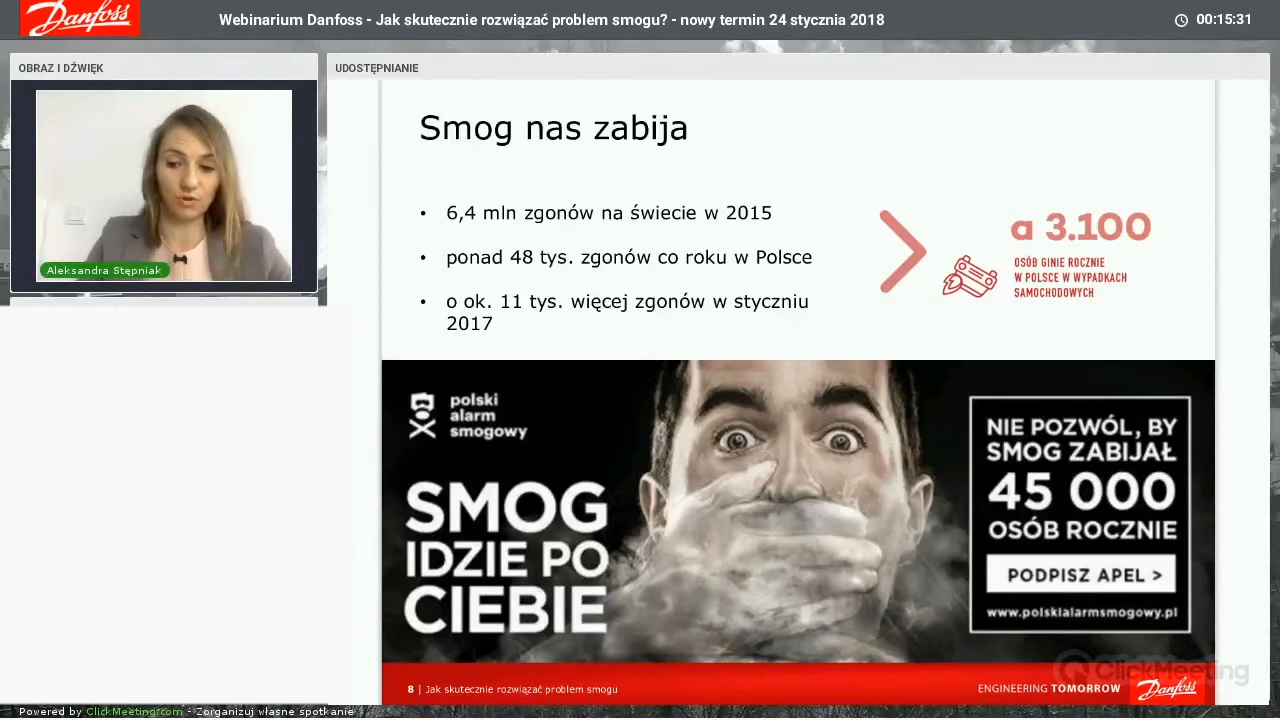 Danfoss
Webinarium Danfoss - Jak skutecznie rozwiązać problem smogu? - nowy termin 24 stycznia 2018
00:15:31
OBRAZ I DŹWIĘK
UDOSTĘPNIANIE
Aleksandra Stępniak
Smog nas zabija
• 6,4 mln zgonów na świecie w 2015
• ponad 48 tys. zgonów co roku w Polsce
• o ok. 11 tys. więcej zgonów w styczniu
2017
a 3.100
OSÓB GINIE ROCZNIE
W POLSCE W WYPADKACH
SAMOCHODOWYCH
polski
alarm
smogowy
SMOG
IDZIE PO
CIEBIE
NIE POZWÓL, BY
SMOG ZABIJAŁ
45 000
OSÓB ROCZNIE
PODPISZ APEL >
www.polskialarmsmogowy.pl
8 | Jak skutecznie rozwiązać problem smogu
ENGINEERING TOMORROW
Danfoss
ClickMeeting
Powered by ClickMeeting.com - Zorganizuj własne spotkanie